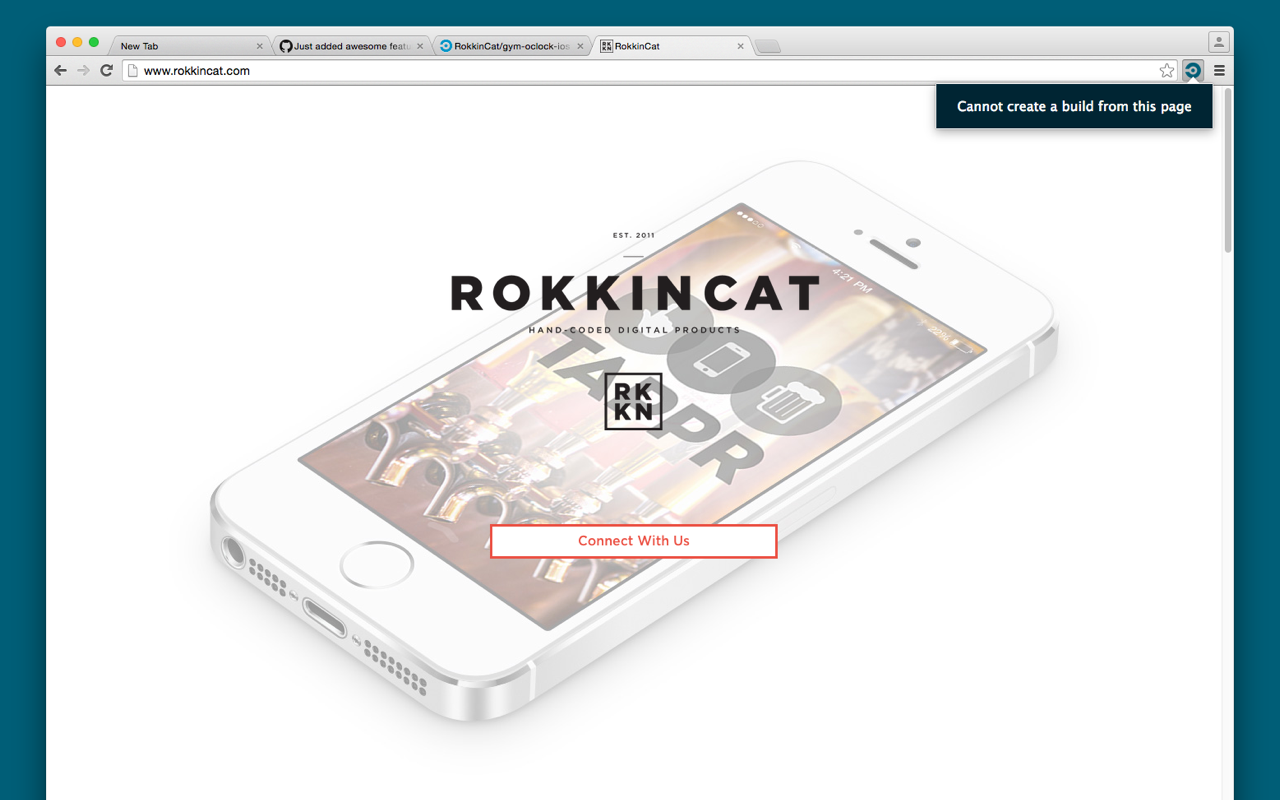 New Tab
Just added awesome featu
RokkinCat/gym-oclock-ios
RokkinCat
www.rokkincat.com
Cannot create a build from this page
EST. 2011
ROKKINCAT
HAND-CODED DIGITAL PRODUCTS
RK
KN
4:21 PM
22%
TAPPR
Connect With Us